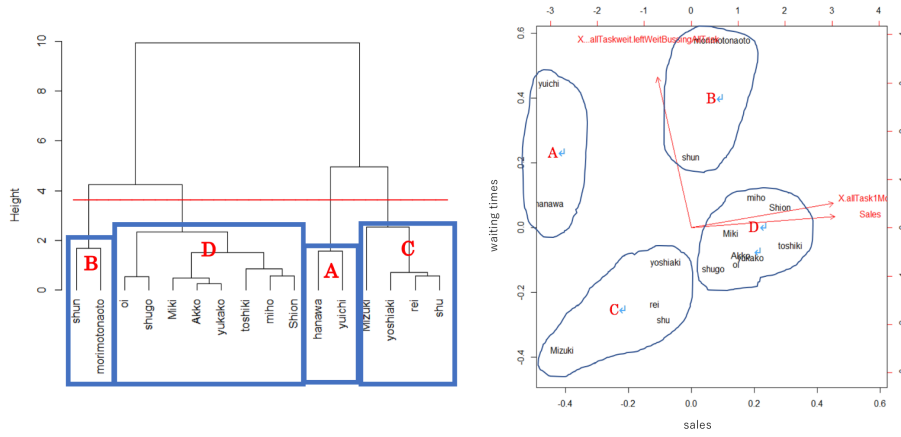 Height
0
2
4
6
8
10
B
D
A
C
shun
morimotonaoto
oi
shugo
Miki
Akko
yukako
toshiki
miho
Shion
hanawa
yuichi
Mizuki
yoshiaki
rei
shu
-3 -2 -1 0 1 2 3 4
waiting times
0.6
0.4
0.2
0.0
-0.2
-0.4
morimotonaoto
yuichi
B↵
shun
A↵
hanawa
miho
Shion
X.allTask1Mo
Sales
D↵
Miki
toshiki
Akko
yukako
oi
shugo
yoshiaki
rei
C↵
shu
Mizuki
-0.4 -0.2 0.0 0.2 0.4 0.6
sales